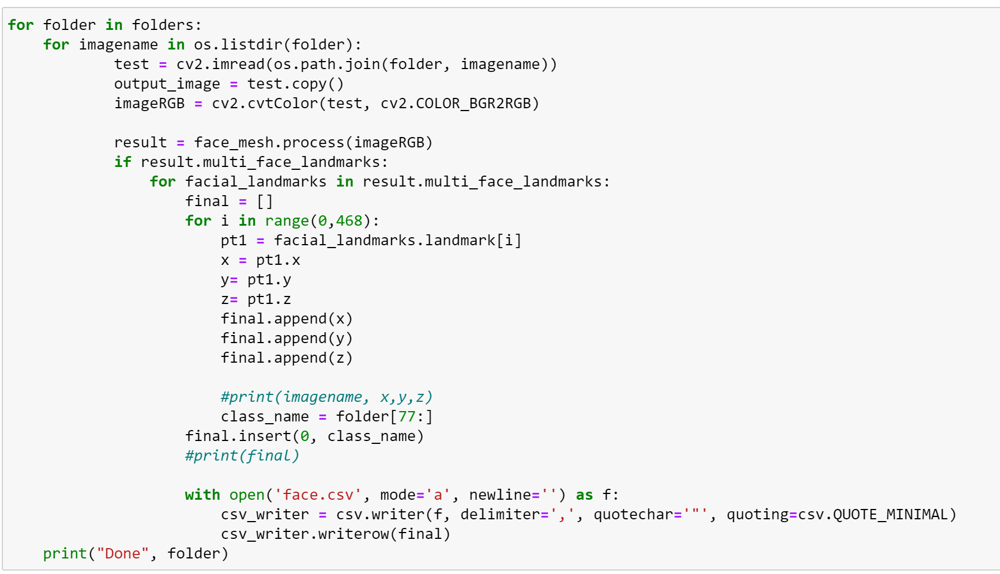 for folder in folders:
    for imagename in os.listdir(folder):
            test = cv2.imread(os.path.join(folder, imagename))
            output_image = test.copy()
            imageRGB = cv2.cvtColor(test, cv2.COLOR_BGR2RGB)

            result = face_mesh.process(imageRGB)
            if result.multi_face_landmarks:
                for facial_landmarks in result.multi_face_landmarks:
                    final = []
                    for i in range(0,468):
                        pt1 = facial_landmarks.landmark[i]
                        x = pt1.x
                        y= pt1.y
                        z= pt1.z
                        final.append(x)
                        final.append(y)
                        final.append(z)

                        #print(imagename, x,y,z)
                        class_name = folder[77:]
                    final.insert(0, class_name)
                    #print(final)

                    with open('face.csv', mode='a', newline='') as f:
                        csv_writer = csv.writer(f, delimiter=',', quotechar='"', quoting=csv.QUOTE_MINIMAL)
                        csv_writer.writerow(final)
    print("Done", folder)